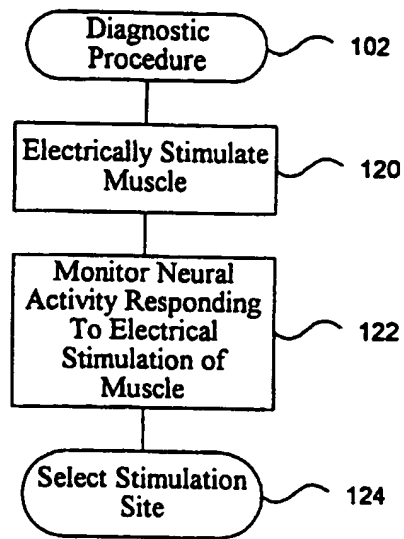 Diagnostic
Procedure
102
Electrically Stimulate
Muscle
120
Monitor Neural
Activity Responding
To Electrical
Stimulation of
Muscle
122
Select Stimulation
Site
124